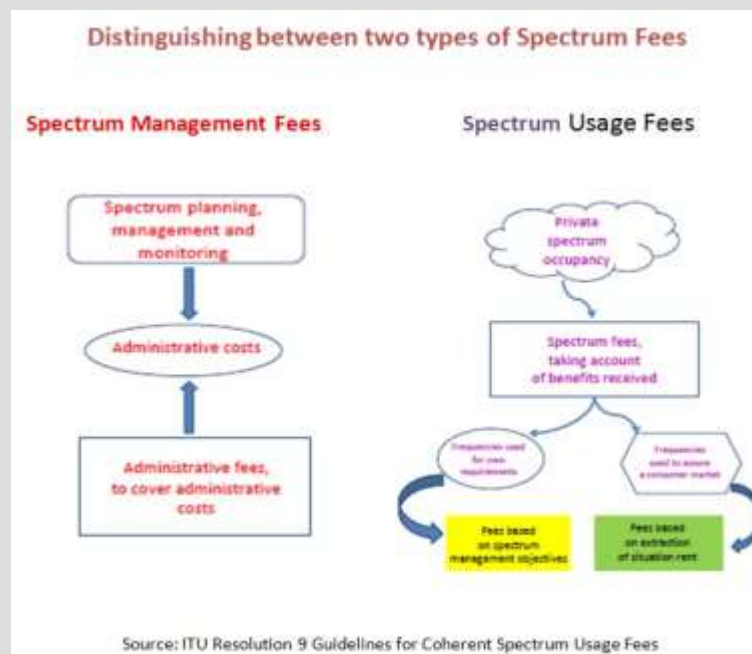 Distinguishing between two types of Spectrum Fees
Spectrum Management Fees
Spectrum planning,
management and
monitoring
Administrative costs
Administrative fees,
to cover administrative
costs
Spectrum Usage Fees
Private
spectrum
occupancy
Spectrum fees,
taking account
of benefits received
Frequencies used
for own
requirements
Frequencies
used to assure
a consumer market
Fees based
on spectrum
management objectives
Fees based
on extraction
of situation rent
Source: ITU Resolution 9 Guidelines for Coherent Spectrum Usage Fees